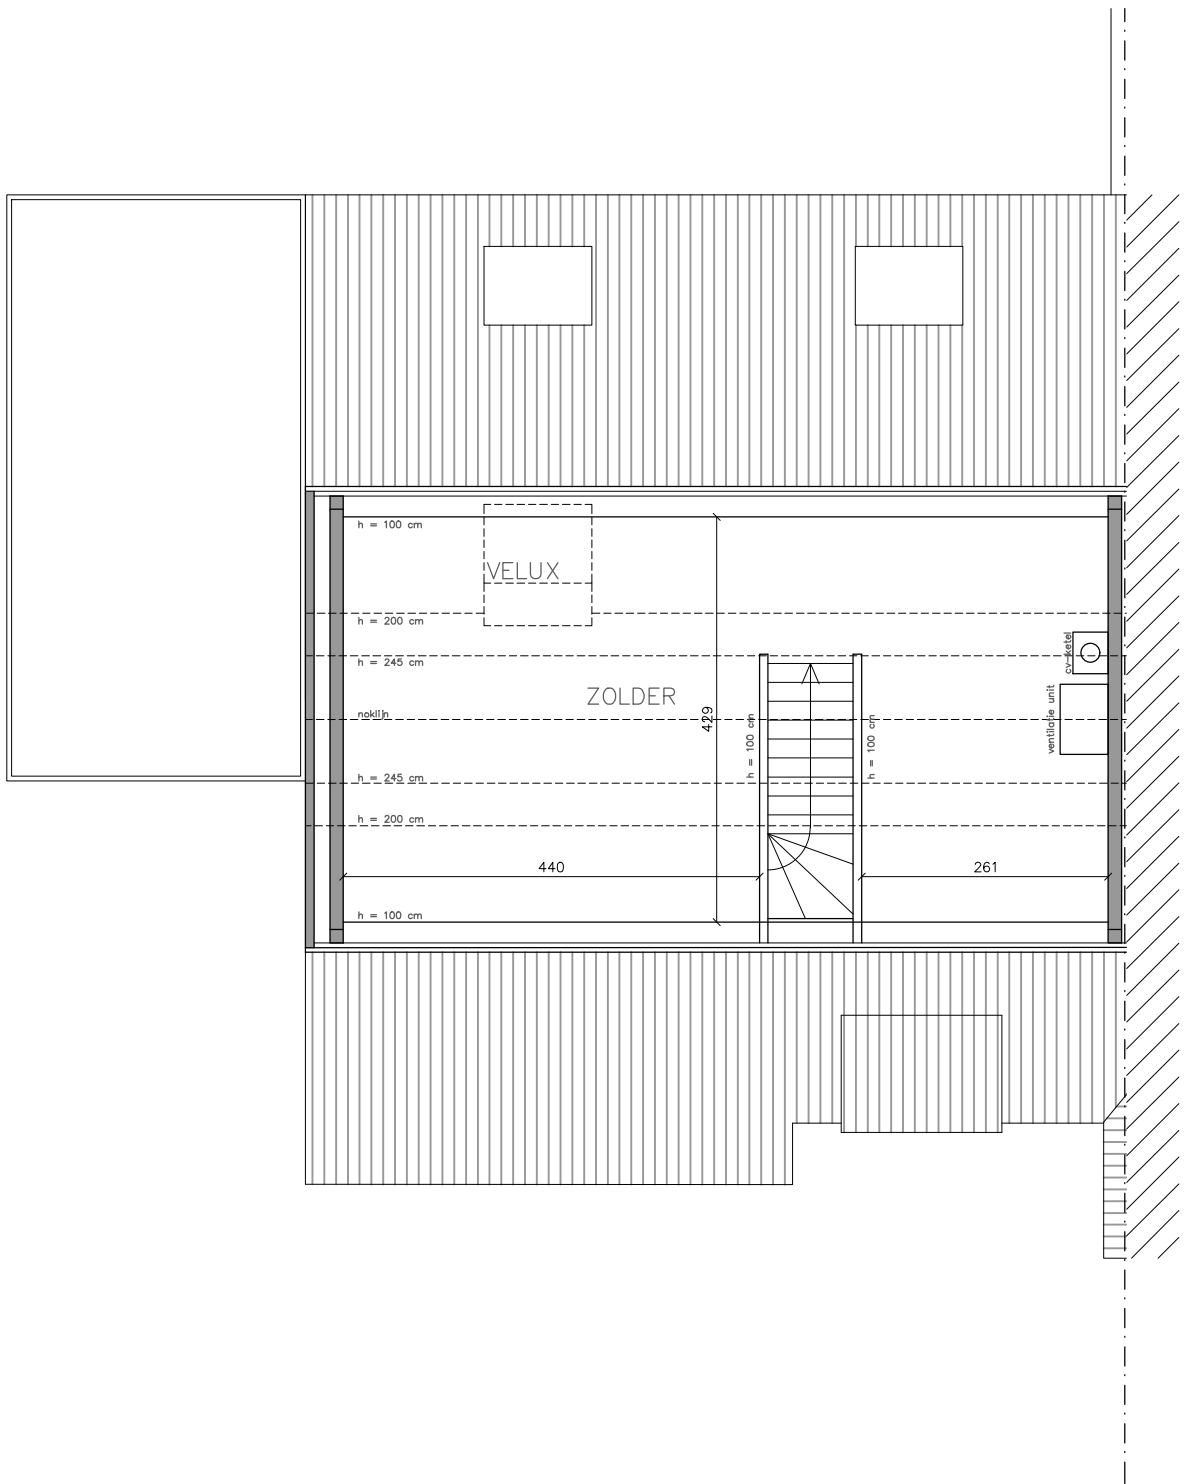 h = 100 cm
VELUX
h = 200 cm
cv-ketel
h = 245 cm
ZOLDER
ventilatie unit
noklijn
429
h = 100 cm
h = 100 cm
h = 245 cm
h = 200 cm
440
261
h = 100 cm